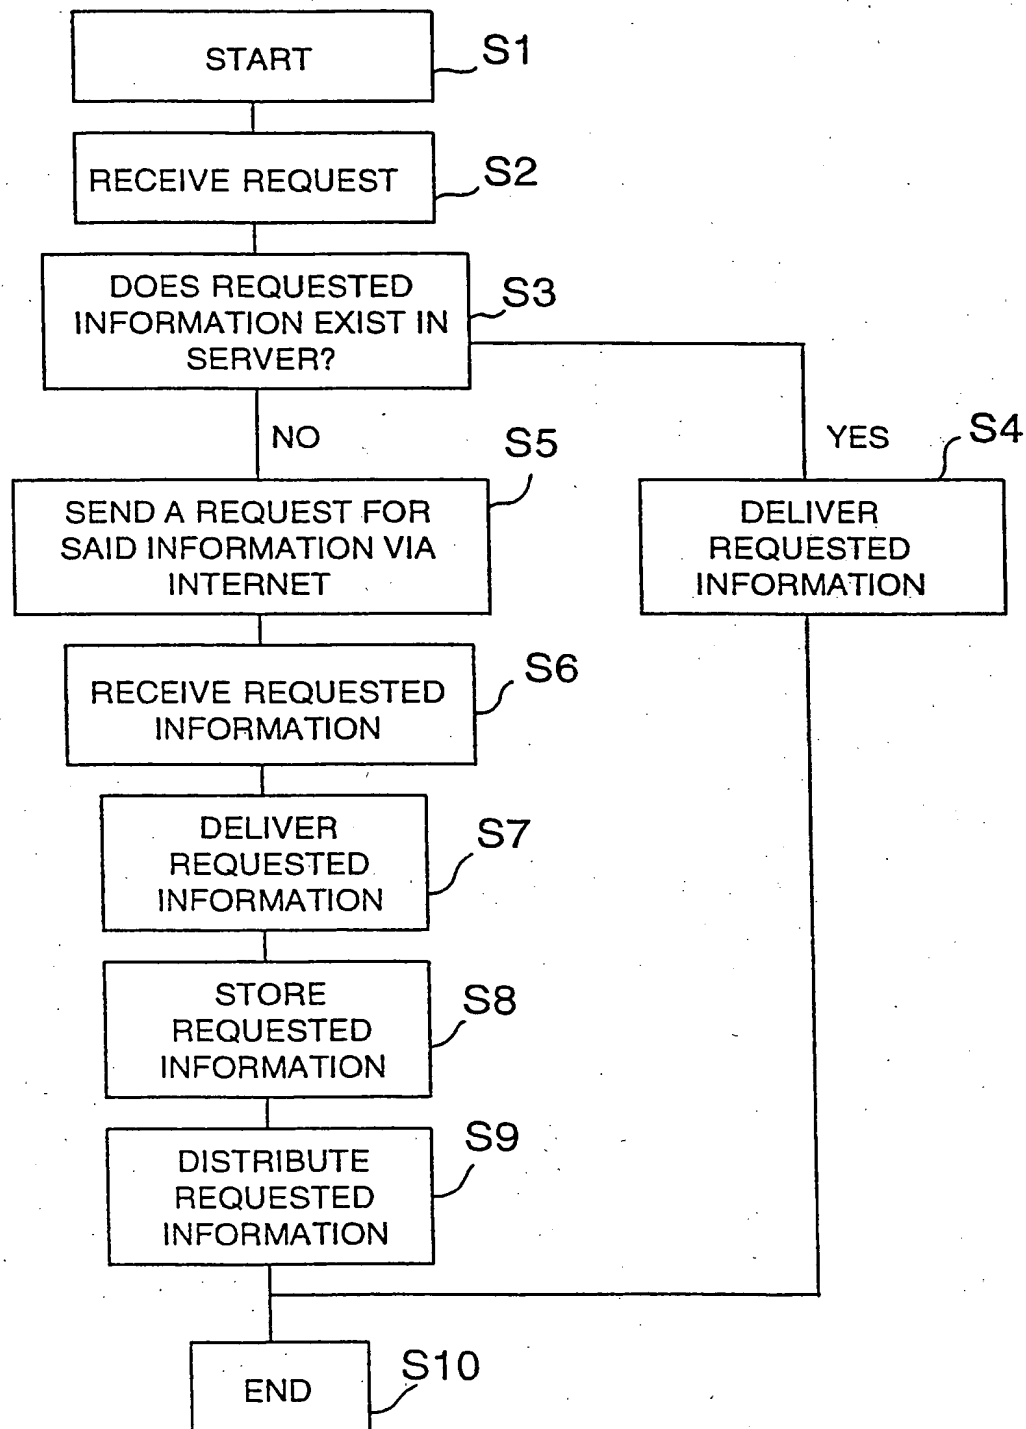 START
S1
RECEIVE REQUEST
S2
DOES REQUESTED
INFORMATION EXIST IN
SERVER?
S3
NO
YES
S4
DELIVER
REQUESTED
INFORMATION
S5
SEND A REQUEST FOR
SAID INFORMATION VIA
INTERNET
S6
RECEIVE REQUESTED
INFORMATION
S7
DELIVER
REQUESTED
INFORMATION
S8
STORE
REQUESTED
INFORMATION
S9
DISTRIBUTE
REQUESTED
INFORMATION
S10
END